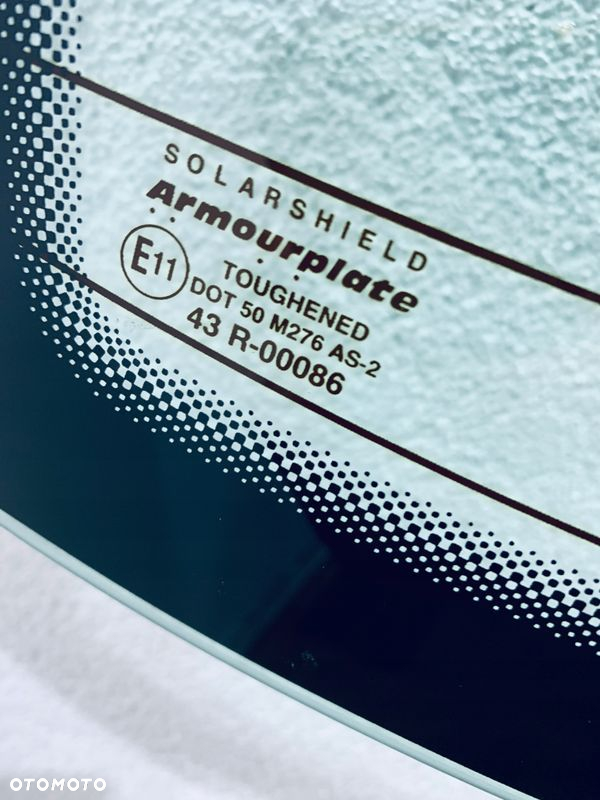 SOLARSHIELD
Armourplate
E11
TOUGHENED
DOT 50 M276 AS-2
43 R-00086
OTOMOTO